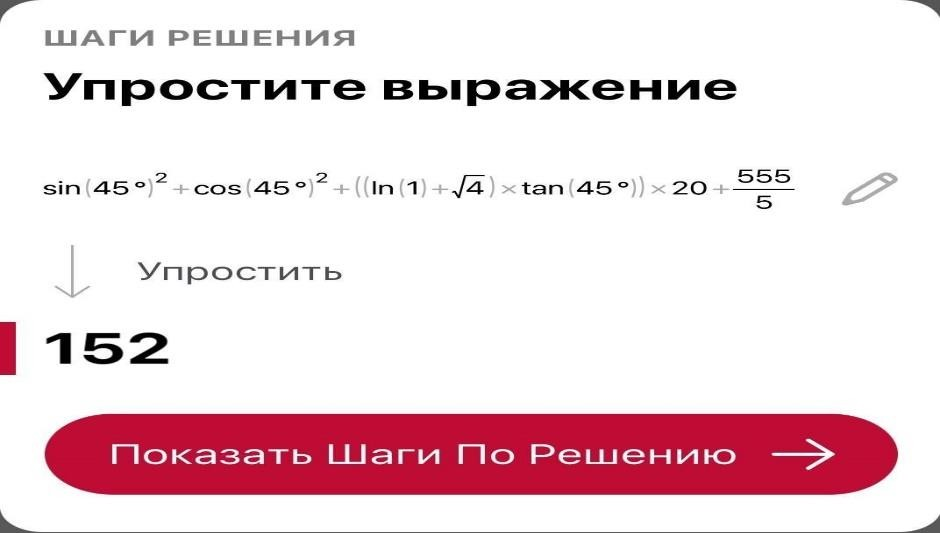 ШАГИ РЕШЕНИЯ
Упростите выражение
sin(45°)² + cos(45°)² + ((ln(1) + √4) × tan(45°)) × 20 + 555/5
Упростить
152
Показать Шаги По Решению